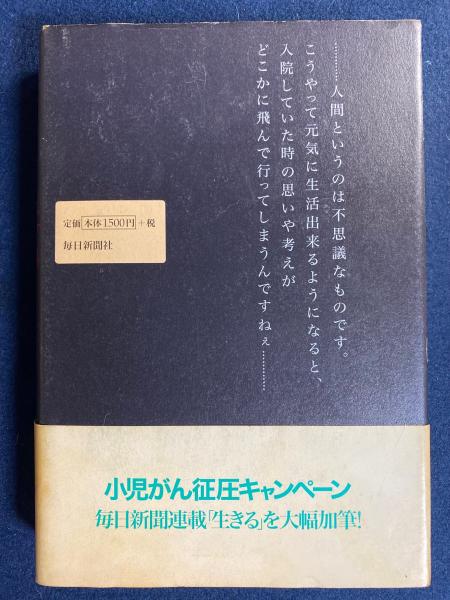 …………人間というのは不思議なものです。
こうやって元気に生活出来るようになると、
入院していた時の思いや考えが
どこかに飛んで行ってしまうんですねぇ…………
定価本体1500円+税
毎日新聞社
小児がん征圧キャンペーン
毎日新聞連載「生きる」を大幅加筆!